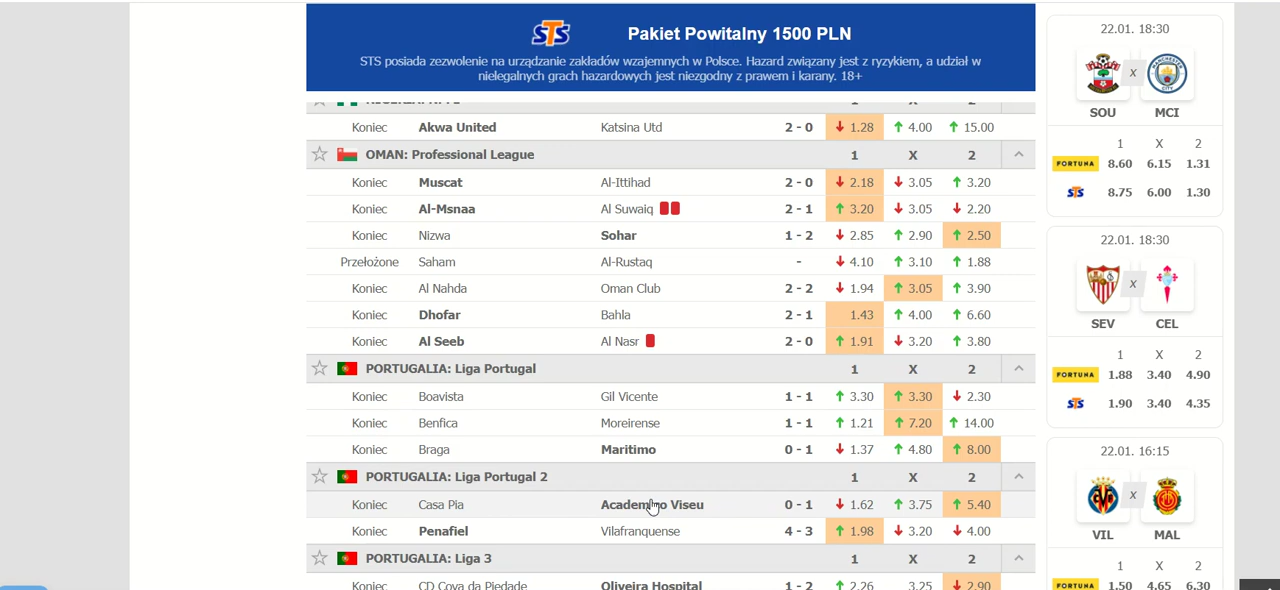 STS Pakiet Powitalny 1500 PLN
STS posiada zezwolenie na urządzanie zakładów wzajemnych w Polsce. Hazard związany jest z ryzykiem, a udział w
nielegalnych grach hazardowych jest niezgodny z prawem i karany. 18+
1 X 2
Koniec Akwa United Katsina Utd 2 - 0 1.28 4.00 15.00
OMAN: Professional League 1 X 2
Koniec Muscat Al-Ittihad 2 - 0 2.18 3.05 3.20
Koniec Al-Msnaa Al Suwaiq 2 - 1 3.20 3.05 2.20
Koniec Nizwa Sohar 1 - 2 2.85 2.90 2.50
Przełożone Saham Al-Rustaq - 4.10 3.10 1.88
Koniec Al Nahda Oman Club 2 - 2 1.94 3.05 3.90
Koniec Dhofar Bahla 2 - 1 1.43 4.00 6.60
Koniec Al Seeb Al Nasr 2 - 0 1.91 3.20 3.80
PORTUGALIA: Liga Portugal 1 X 2
Koniec Boavista Gil Vicente 1 - 1 3.30 3.30 2.30
Koniec Benfica Moreirense 1 - 1 1.21 7.20 14.00
Koniec Braga Maritimo 0 - 1 1.37 4.80 8.00
PORTUGALIA: Liga Portugal 2 1 X 2
Koniec Casa Pia Academico Viseu 0 - 1 1.62 3.75 5.40
Koniec Penafiel Vilafranquense 4 - 3 1.98 3.20 4.00
PORTUGALIA: Liga 3 1 X 2
Koniec CD Cova da Piedade Oliveira Hospital 1 - 2 2.26 3.25 2.90
22.01. 18:30
X
SOU MCI
1 X 2
FORTUNA 8.60 6.15 1.31
STS 8.75 6.00 1.30
22.01. 18:30
X
SEV CEL
1 X 2
FORTUNA 1.88 3.40 4.90
STS 1.90 3.40 4.35
22.01. 16:15
X
VIL MAL
1 X 2
FORTUNA 1.50 4.65 6.30